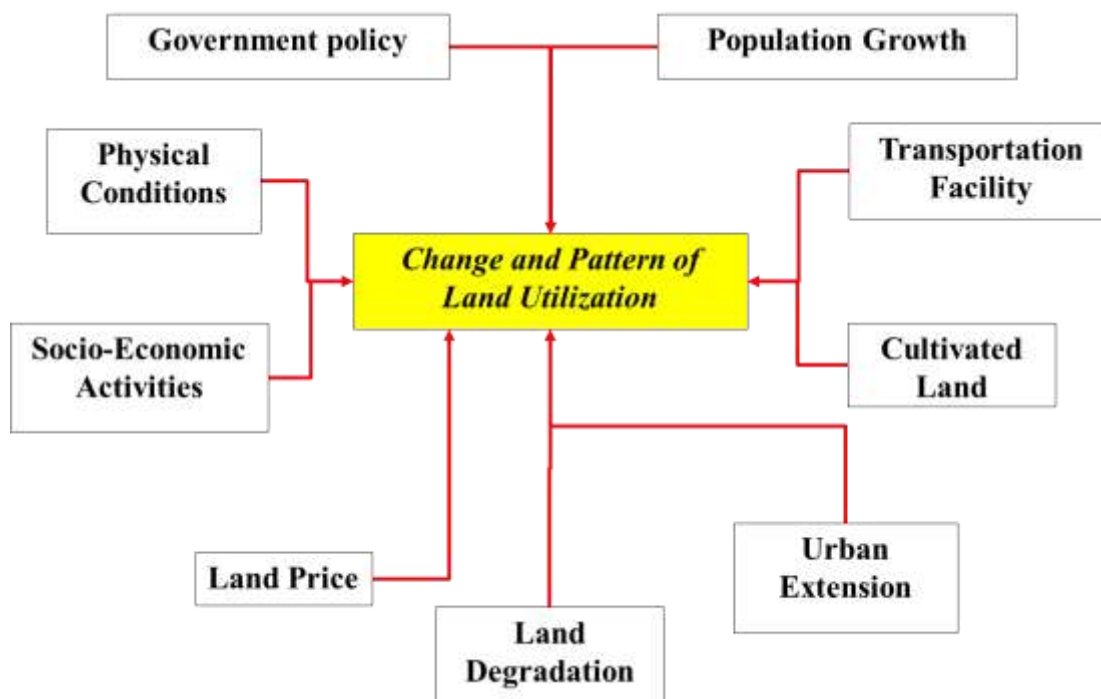 Government policy
Population Growth
Physical
Conditions
Transportation
Facility
Change and Pattern of
Land Utilization
Socio-Economic
Activities
Cultivated
Land
Land Price
Urban
Extension
Land
Degradation